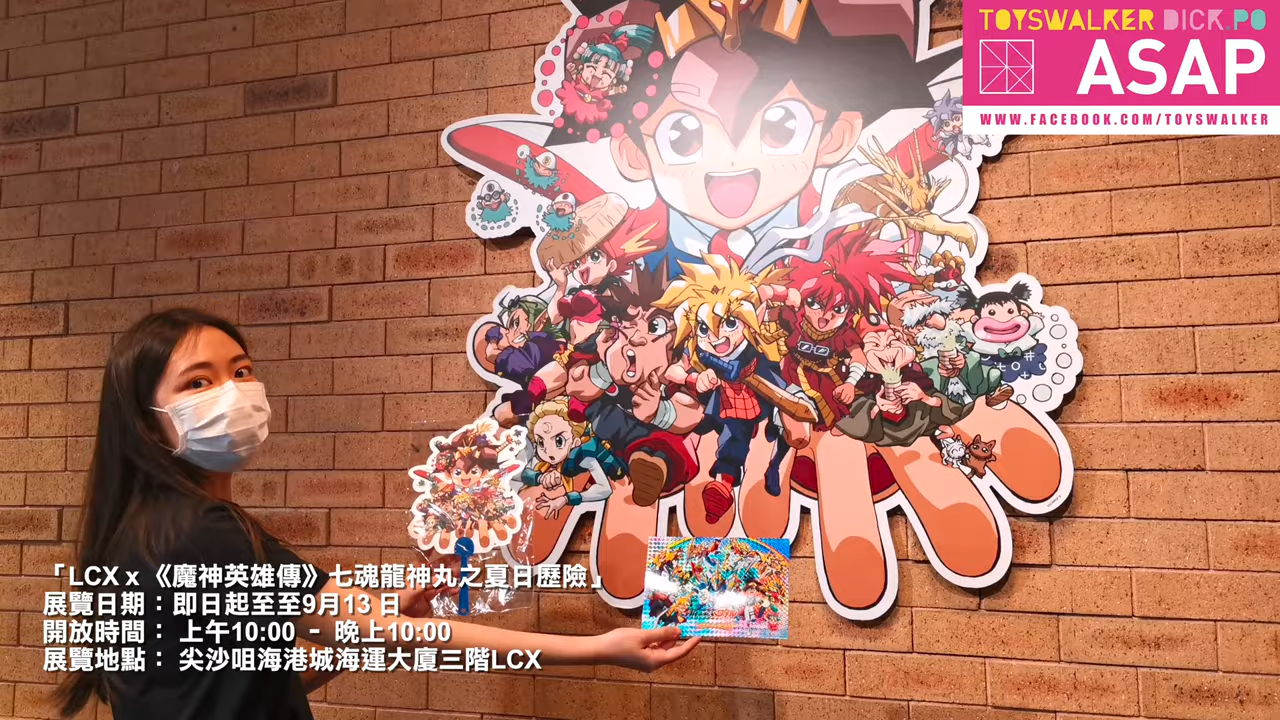 TOYSWALKER DICK.PO
ASAP
WWW.FACEBOOK.COM/TOYSWALKER
「LCX x 《魔神英雄傳》七魂龍神丸之夏日歷險」
展覽日期：即日起至至9月13 日
開放時間： 上午10:00 - 晚上10:00
展覽地點： 尖沙咀海港城海運大廈三階LCX